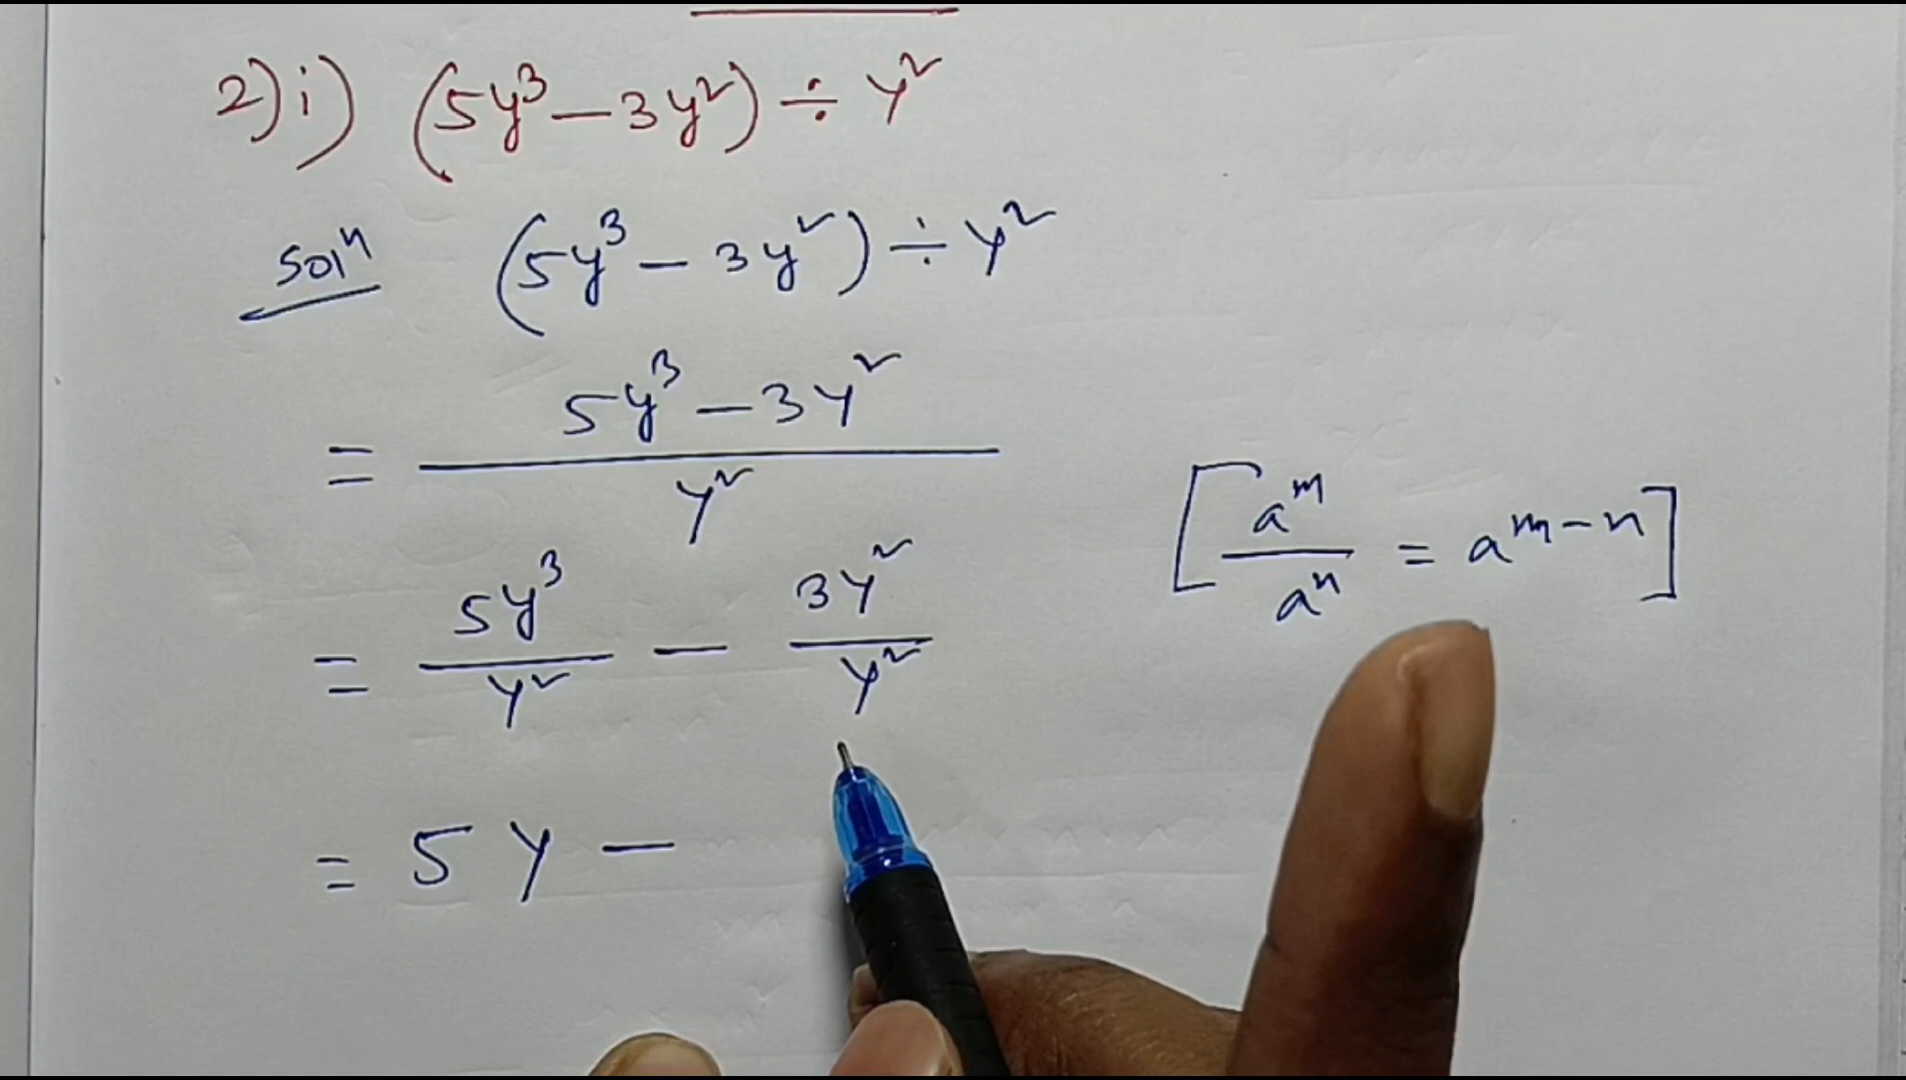 2) i) (5y³ − 3y²) ÷ y²
Solⁿ (5y³ − 3y²) ÷ y²
= (5y³ − 3y²) / y²
[aᵐ / aⁿ = aᵐ⁻ⁿ]
= 5y³ / y² − 3y² / y²
= 5y −